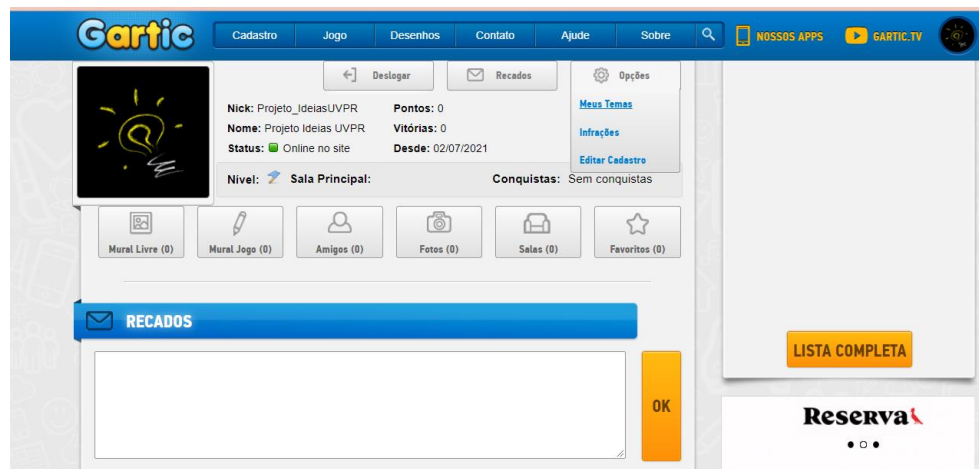 Gartic Cadastro Jogo Desenhos Contato Ajude Sobre NOSSOS APPS GARTIC.TV
Deslogar Recados Opções
Nick: Projeto_IdeiasUVPR Pontos: 0
Nome: Projeto Ideias UVPR Vitórias: 0
Status: Online no site Desde: 02/07/2021
Meus Temas
Infrações
Editar Cadastro
Nivel: Sala Principal: Conquistas: Sem conquistas
Mural Livre (0) Mural Jogo (0) Amigos (0) Fotos (0) Salas (0) Favoritos (0)
RECADOS
OK
LISTA COMPLETA
Reserva